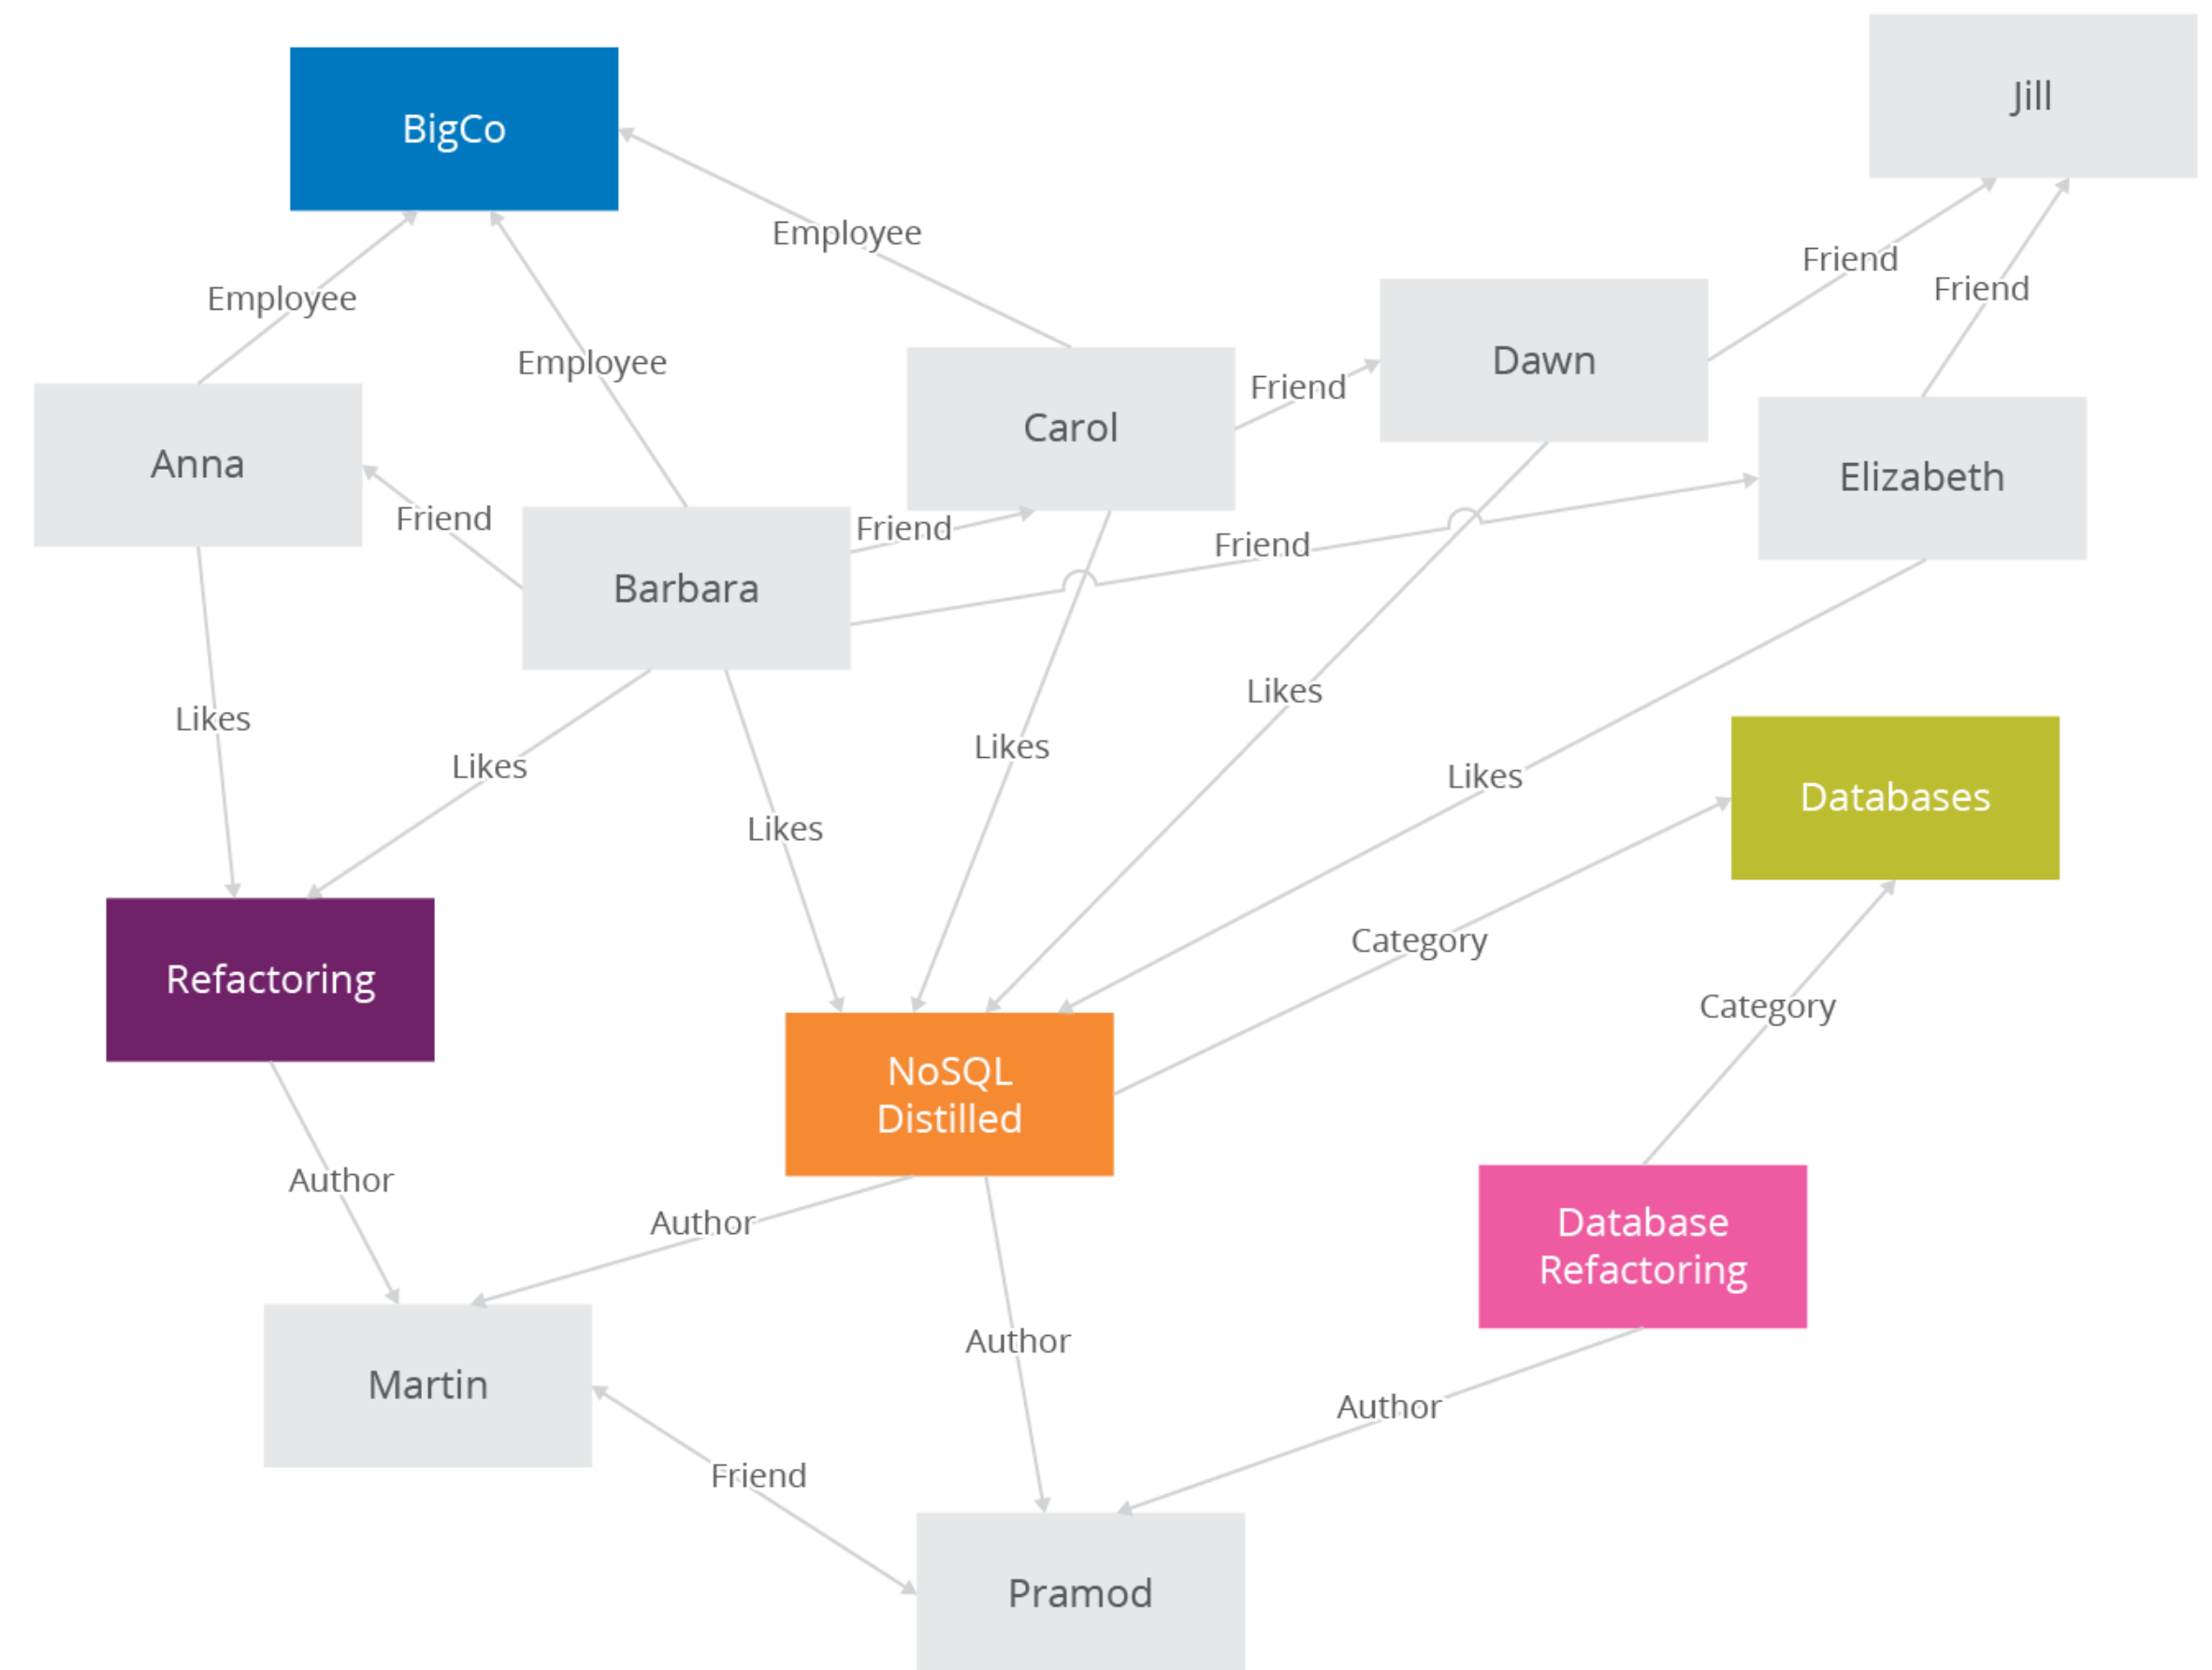 Jill
BigCo
Employee
Friend
Friend
Employee
Dawn
Employee
Friend
Carol
Anna
Elizabeth
Friend
Friend
Friend
Barbara
Likes
Likes
Likes
Likes
Likes
Likes
Databases
Category
Refactoring
Category
NoSQL
Distilled
Author
Author
Database
Refactoring
Author
Martin
Author
Friend
Pramod